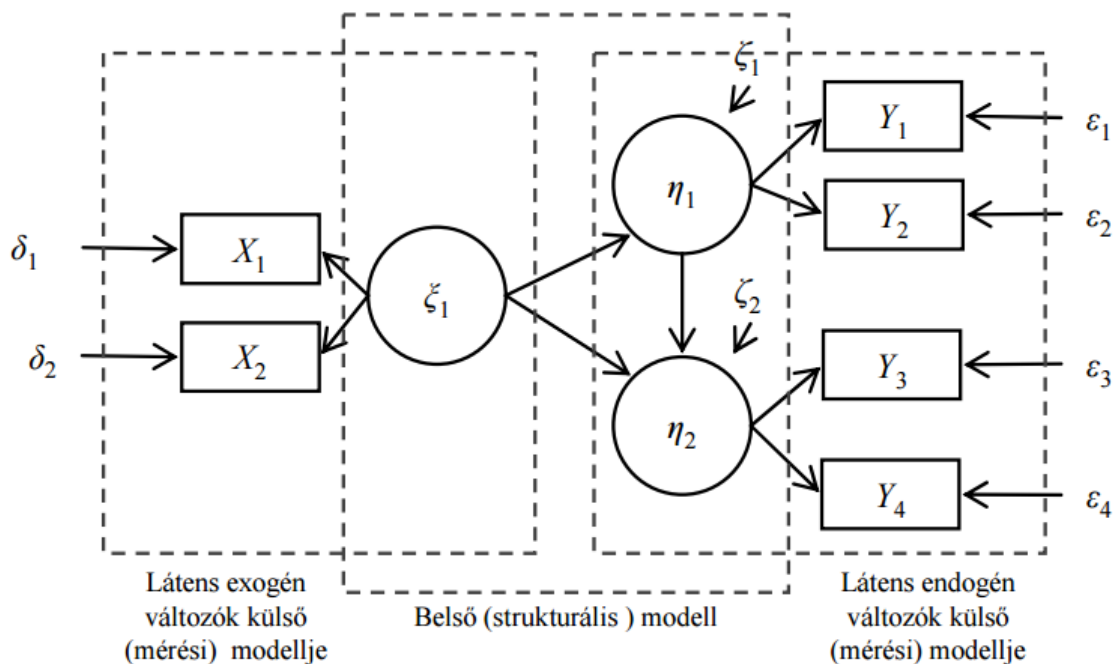 ζ1
Y1
ε1
η1
Y2
ε2
δ1
X1
ξ1
ζ2
δ2
X2
Y3
ε3
η2
Y4
ε4
Látens exogén
változók külső
(mérési) modellje
Belső (strukturális ) modell
Látens endogén
változók külső
(mérési) modellje